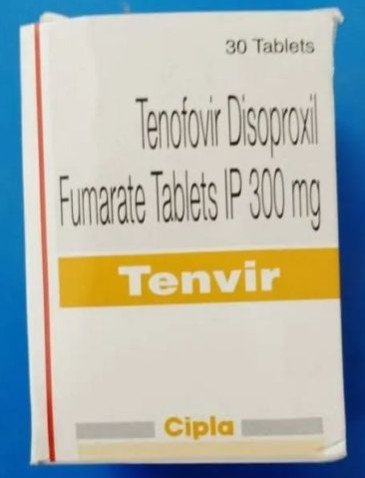 30 Tablets
Tenofovir Disoproxil
Fumarate Tablets IP 300 mg
Tenvir
Cipla